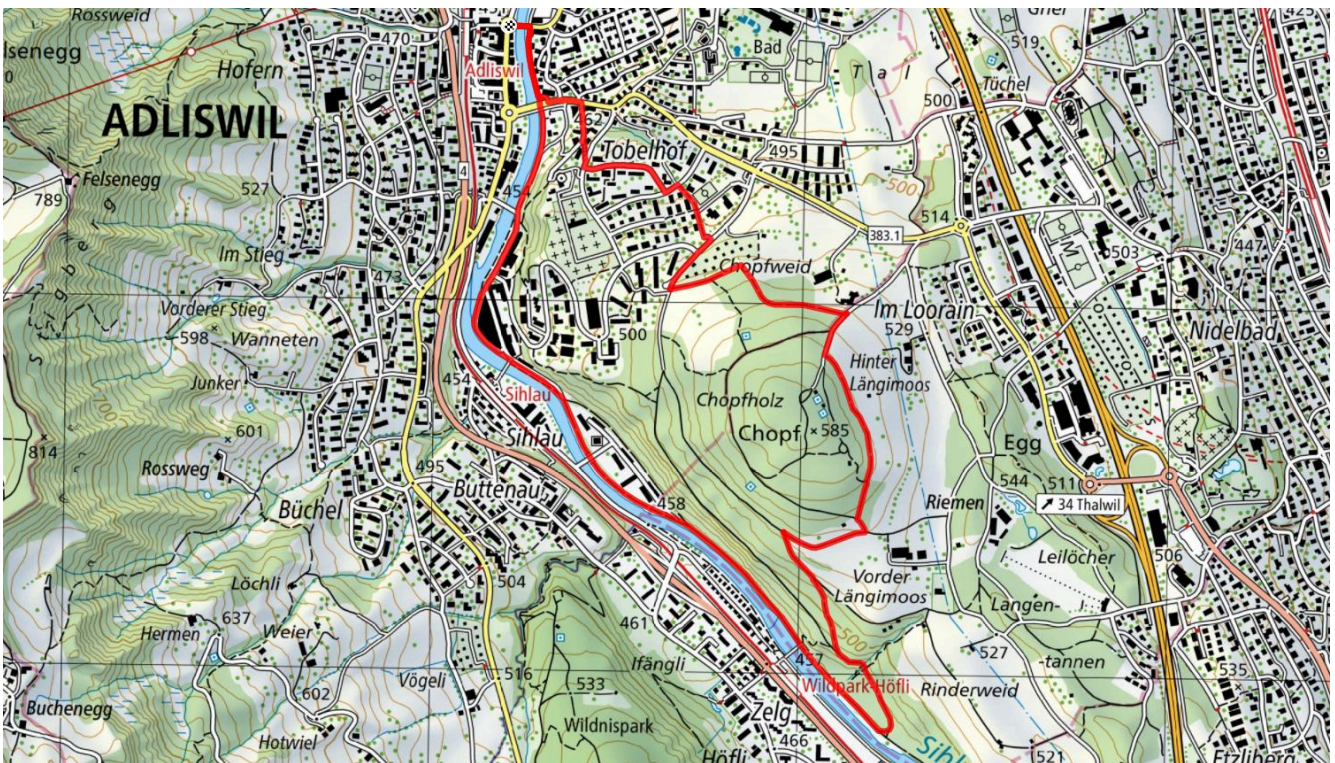 Rossweid
lsenegg
Hofern
470
Adliswil
Bad
T a l
519
Tüchel
500
425
ADLISWIL
Felsenegg
789
527
454
Tobelhof
495
500
514
383.1
503
447
Im Stieg
473
Chopfweid
Vorderer Stieg
598
Wanneten
500
Im Loorain
529
Nidelbad
Junker
454
Sihlau
Hinter
Längimoos
Chopfholz
700
601
814
Rossweg
495
Sihlau
Chopf
585
Egg
544
511
34 Thalwil
Büchel
Buttenau
458
Riemen
Leilöcher
506
504
Löchli
Vorder
Längimoos
Langen-
Hermen
637
Weier
461
500
527
-tannen
535
Vögeli
516
Ifängli
533
457
Wildpark-Höfli
Rinderweid
Buchenegg
602
Wildnispark
Zelg
466
Hotwiel
Höfli
L
Sihl
521
Etzliberg